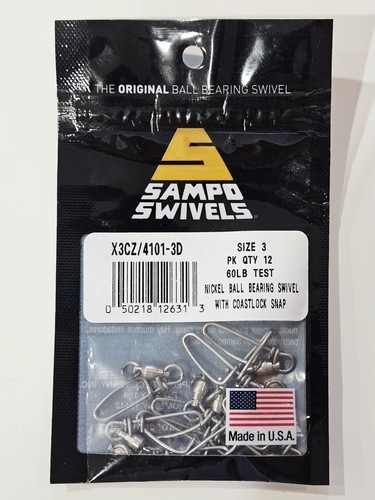 THE ORIGINAL BALL BEARING SWIVEL
S
SAMPO
SWIVELS®
X3CZ/4101-3D
SIZE 3
PK QTY 12
60LB TEST
NICKEL BALL BEARING SWIVEL
WITH COASTLOCK SNAP
0 50218 12631 3
Made in U.S.A.